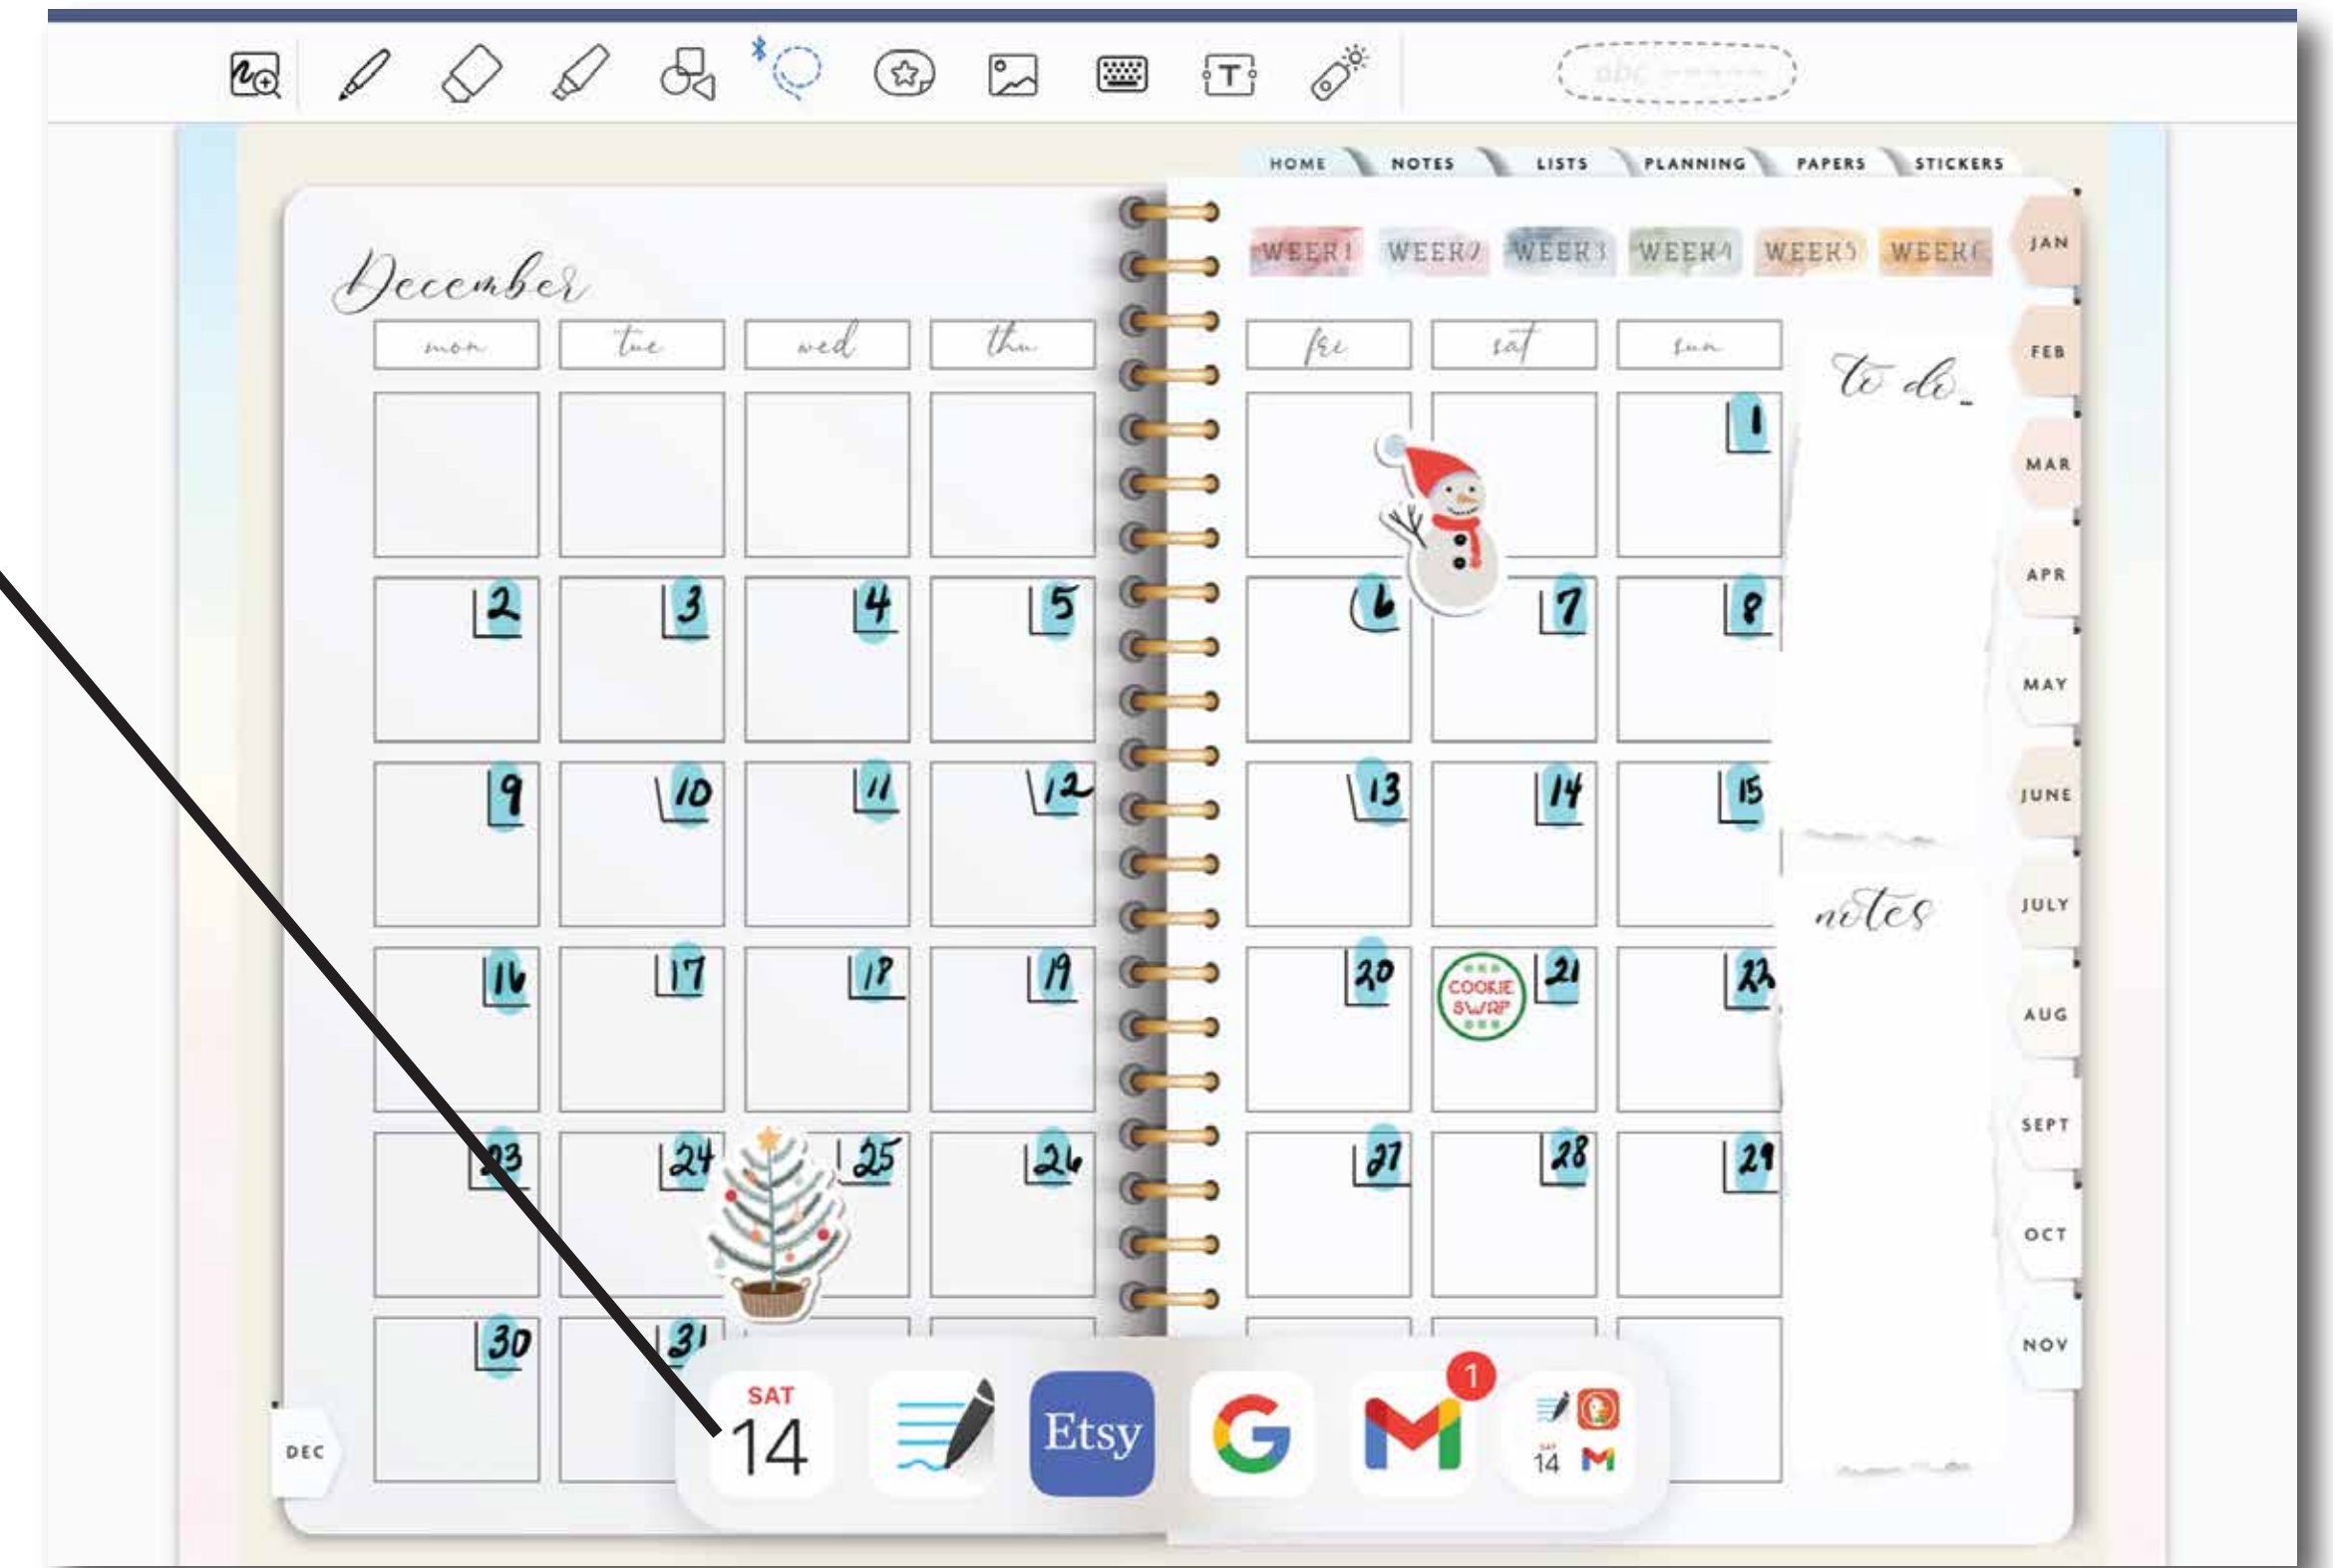 abc
HOME NOTES LISTS PLANNING PAPERS STICKERS
WEEK1 WEEK2 WEEK3 WEEK4 WEEK5 WEEK6
December
mon tue wed thu fri sat sun
to do
1
2 3 4 5 6 7 8
9 10 11 12 13 14 15
notes
16 17 18 19 20 21 22
COOKIE
SWAP
23 24 25 26 27 28 29
30 31
JAN
FEB
MAR
APR
MAY
JUNE
JULY
AUG
SEPT
OCT
NOV
DEC
SAT
14
Etsy
G
1
SAT
14
T